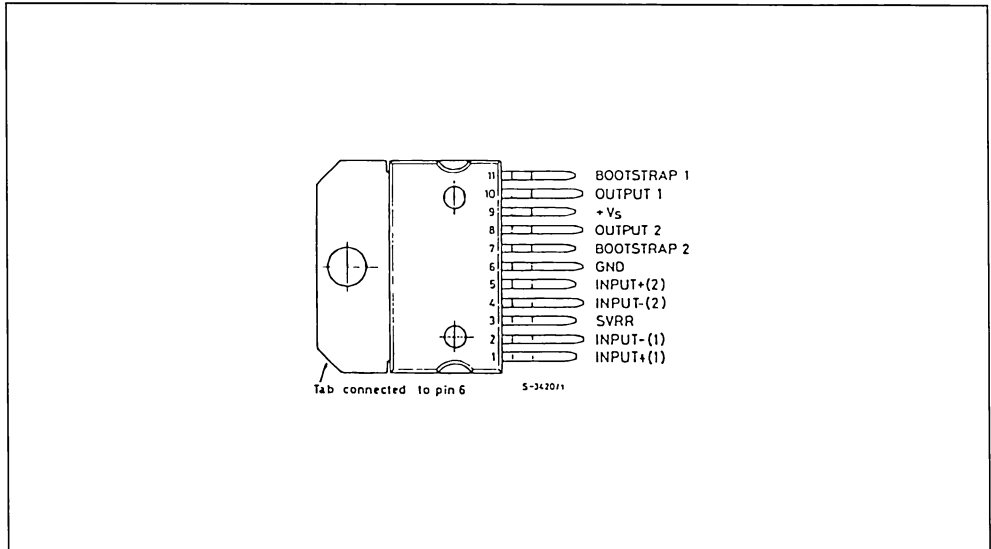 11 BOOTSTRAP 1
10 OUTPUT 1
9 +Vs
8 OUTPUT 2
7 BOOTSTRAP 2
6 GND
5 INPUT+(2)
4 INPUT-(2)
3 SVRR
2 INPUT-(1)
1 INPUT+(1)
Tab connected to pin 6
S-3420/1